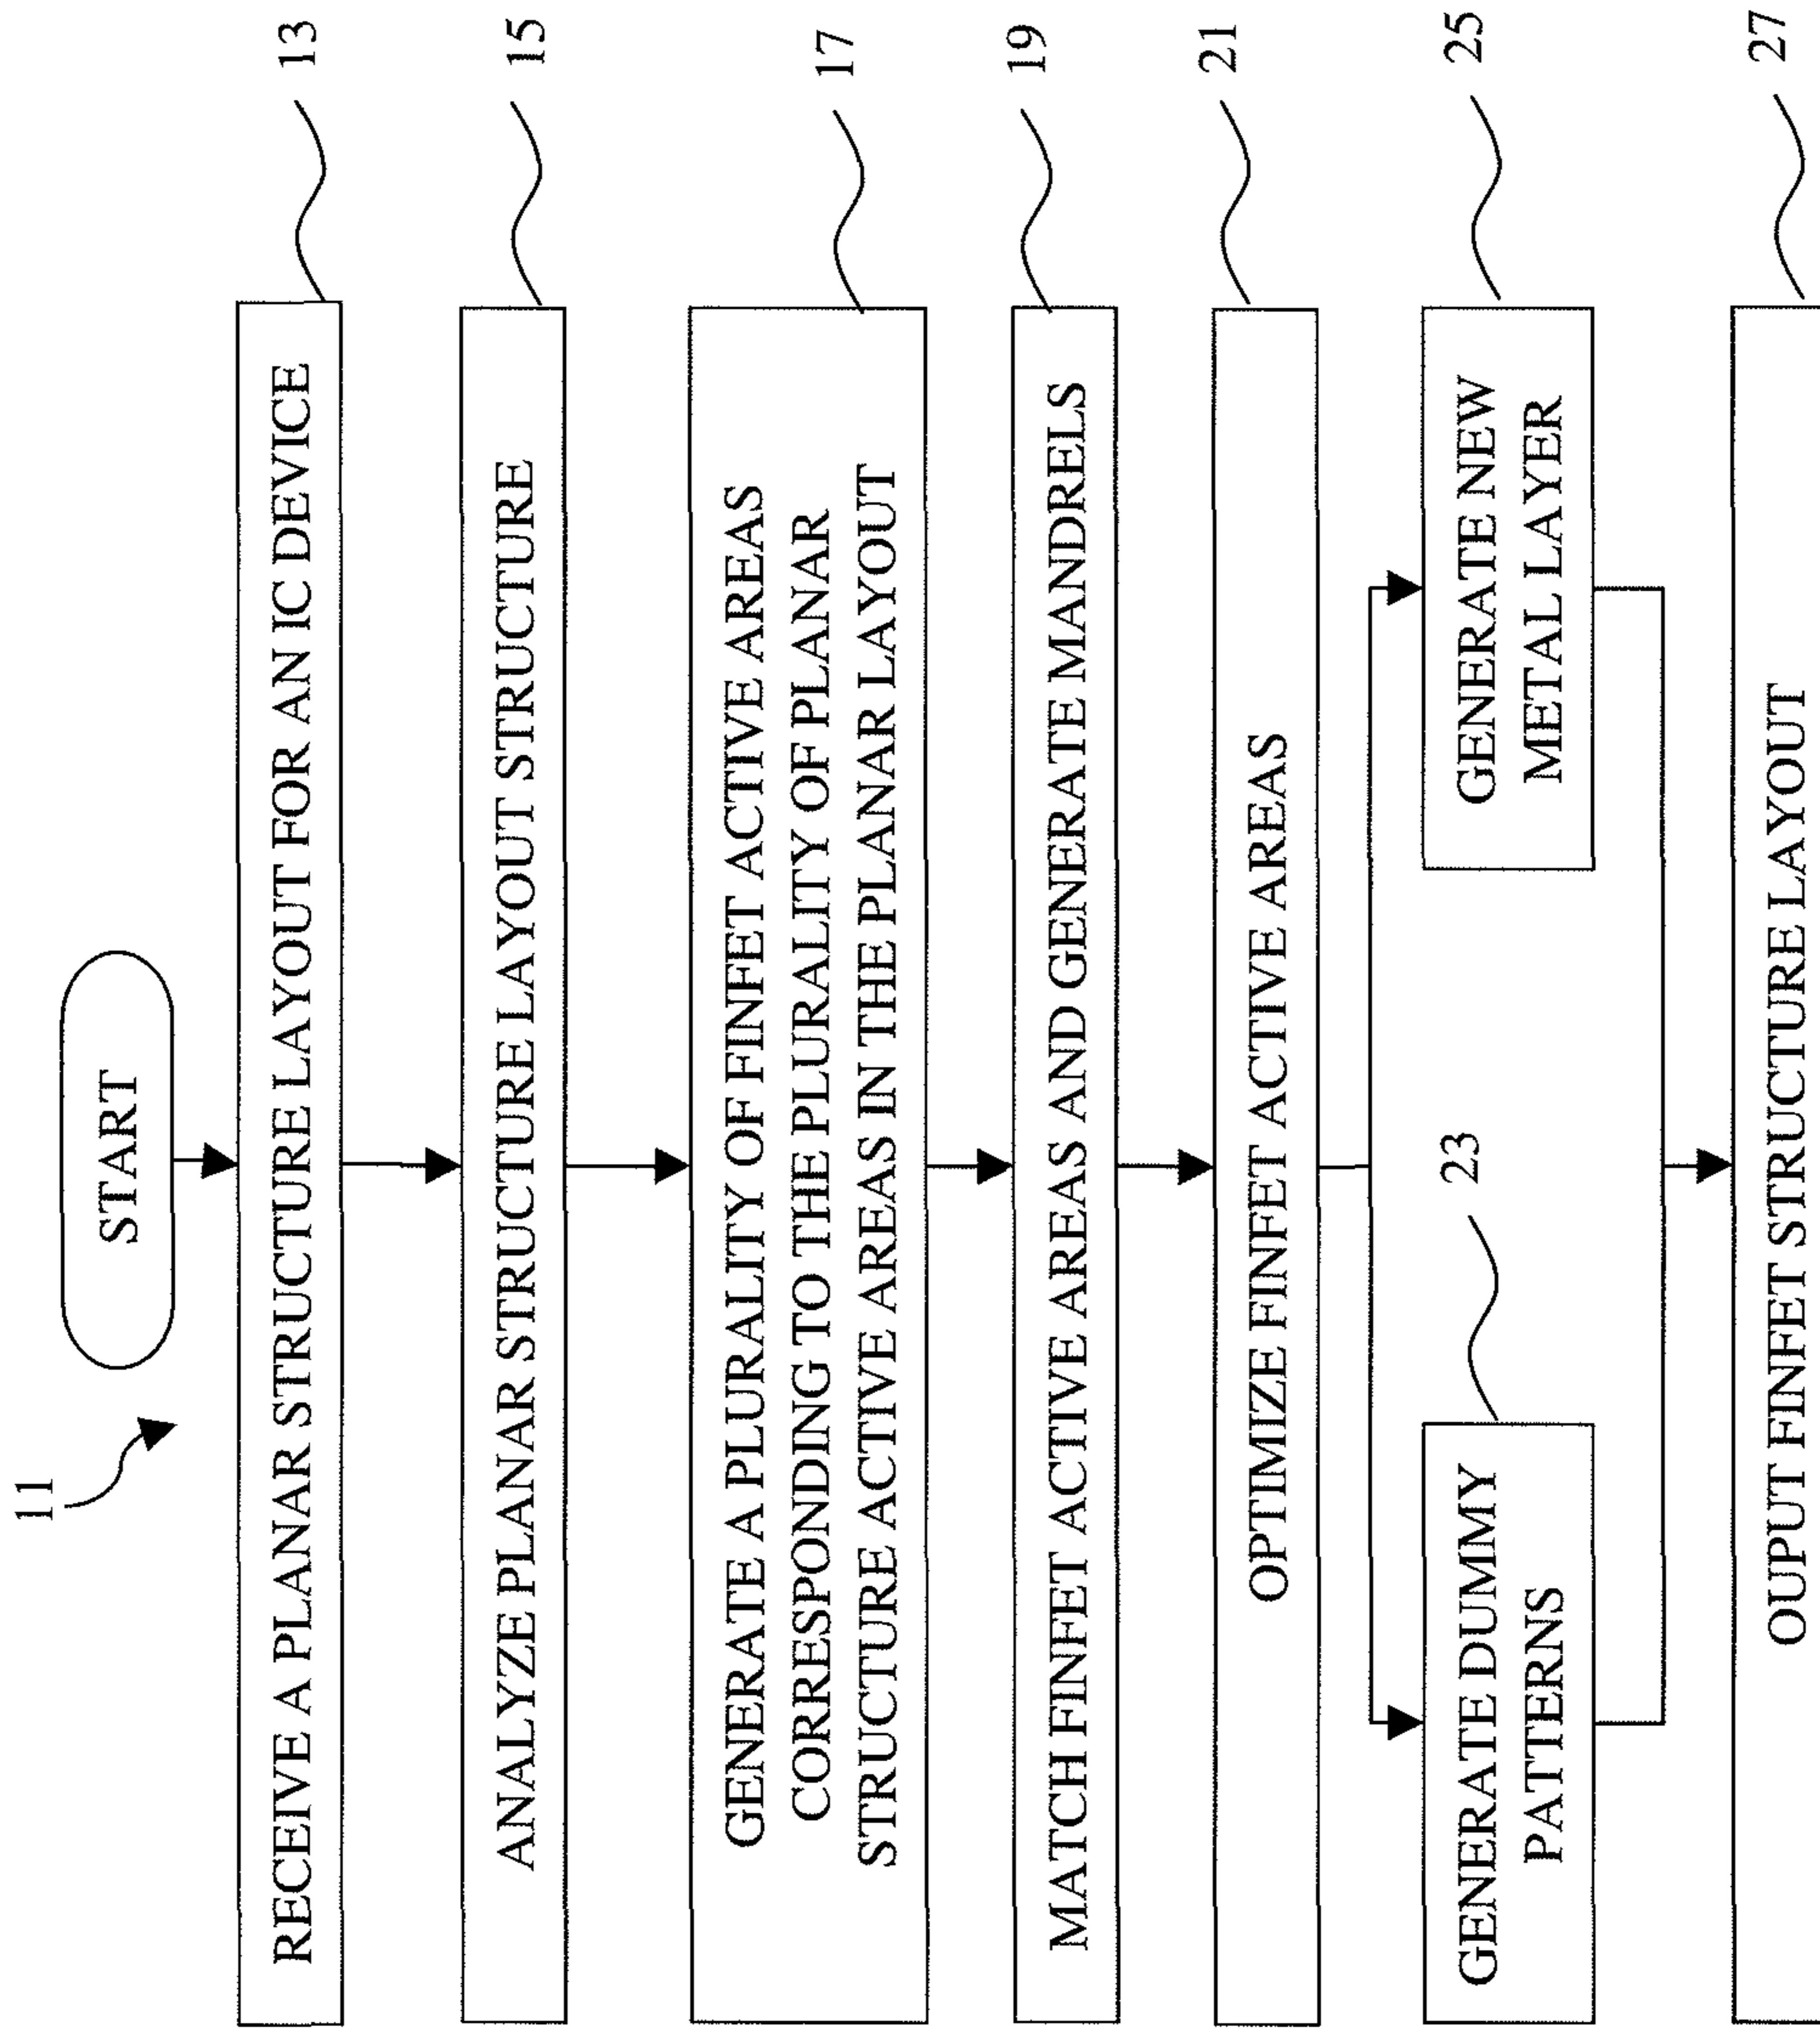 11
START
RECEIVE A PLANAR STRUCTURE LAYOUT FOR AN IC DEVICE
13
ANALYZE PLANAR STRUCTURE LAYOUT STRUCTURE
15
GENERATE A PLURALITY OF FINFET ACTIVE AREAS
CORRESPONDING TO THE PLURALITY OF PLANAR
STRUCTURE ACTIVE AREAS IN THE PLANAR LAYOUT
17
MATCH FINFET ACTIVE AREAS AND GENERATE MANDRELS
19
OPTIMIZE FINFET ACTIVE AREAS
21
GENERATE DUMMY
PATTERNS
23
GENERATE NEW
METAL LAYER
25
OUPUT FINFET STRUCTURE LAYOUT
27